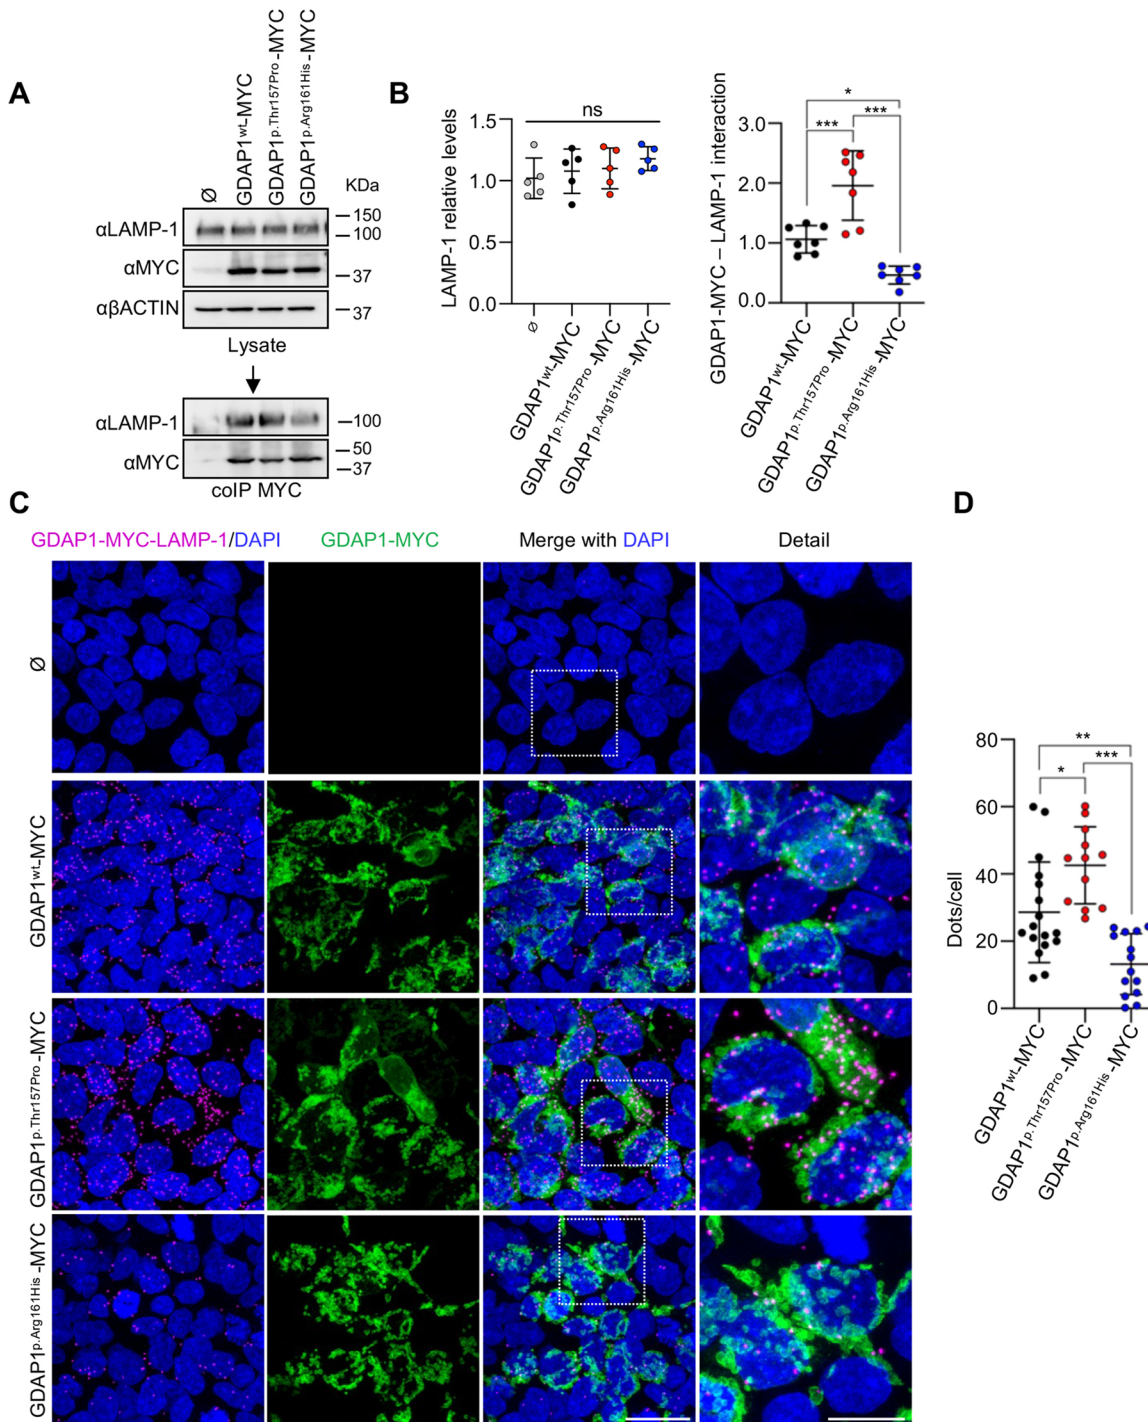 A
Ø
GDAP1wt-MYC
GDAP1p.Thr157Pro-MYC
GDAP1p.Arg161His-MYC
KDa
αLAMP-1
150
100
αMYC
37
αβACTIN
37
Lysate
αLAMP-1
100
αMYC
50
37
coIP MYC
B
LAMP-1 relative levels
1.5
1.0
0.5
0.0
ns
Ø
GDAP1wt-MYC
GDAP1p.Thr157Pro-MYC
GDAP1p.Arg161His-MYC
GDAP1-MYC – LAMP-1 interaction
3.0
2.0
1.0
0.0
*
***
***
GDAP1wt-MYC
GDAP1p.Thr157Pro-MYC
GDAP1p.Arg161His-MYC
C
GDAP1-MYC-LAMP-1/DAPI
GDAP1-MYC
Merge with DAPI
Detail
Ø
GDAP1wt-MYC
GDAP1p.Thr157Pro-MYC
GDAP1p.Arg161His-MYC
D
Dots/cell
80
60
40
20
0
**
*
***
GDAP1wt-MYC
GDAP1p.Thr157Pro-MYC
GDAP1p.Arg161His-MYC